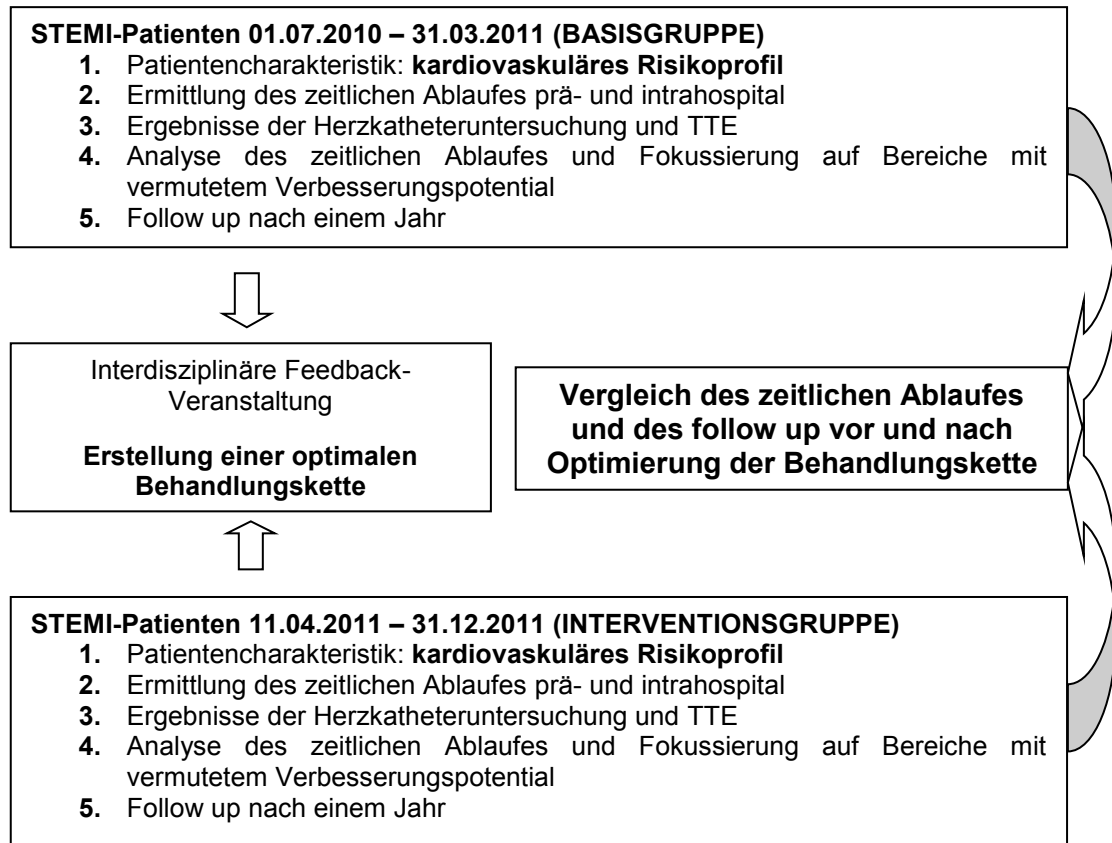 STEMI-Patienten 01.07.2010 – 31.03.2011 (BASISGRUPPE)
1. Patientencharakteristik: kardiovaskuläres Risikoprofil
2. Ermittlung des zeitlichen Ablaufes prä- und intrahospital
3. Ergebnisse der Herzkatheteruntersuchung und TTE
4. Analyse des zeitlichen Ablaufes und Fokussierung auf Bereiche mit
vermutetem Verbesserungspotential
5. Follow up nach einem Jahr
Interdisziplinäre Feedback-
Veranstaltung
Erstellung einer optimalen
Behandlungskette
Vergleich des zeitlichen Ablaufes
und des follow up vor und nach
Optimierung der Behandlungskette
STEMI-Patienten 11.04.2011 – 31.12.2011 (INTERVENTIONSGRUPPE)
1. Patientencharakteristik: kardiovaskuläres Risikoprofil
2. Ermittlung des zeitlichen Ablaufes prä- und intrahospital
3. Ergebnisse der Herzkatheteruntersuchung und TTE
4. Analyse des zeitlichen Ablaufes und Fokussierung auf Bereiche mit
vermutetem Verbesserungspotential
5. Follow up nach einem Jahr